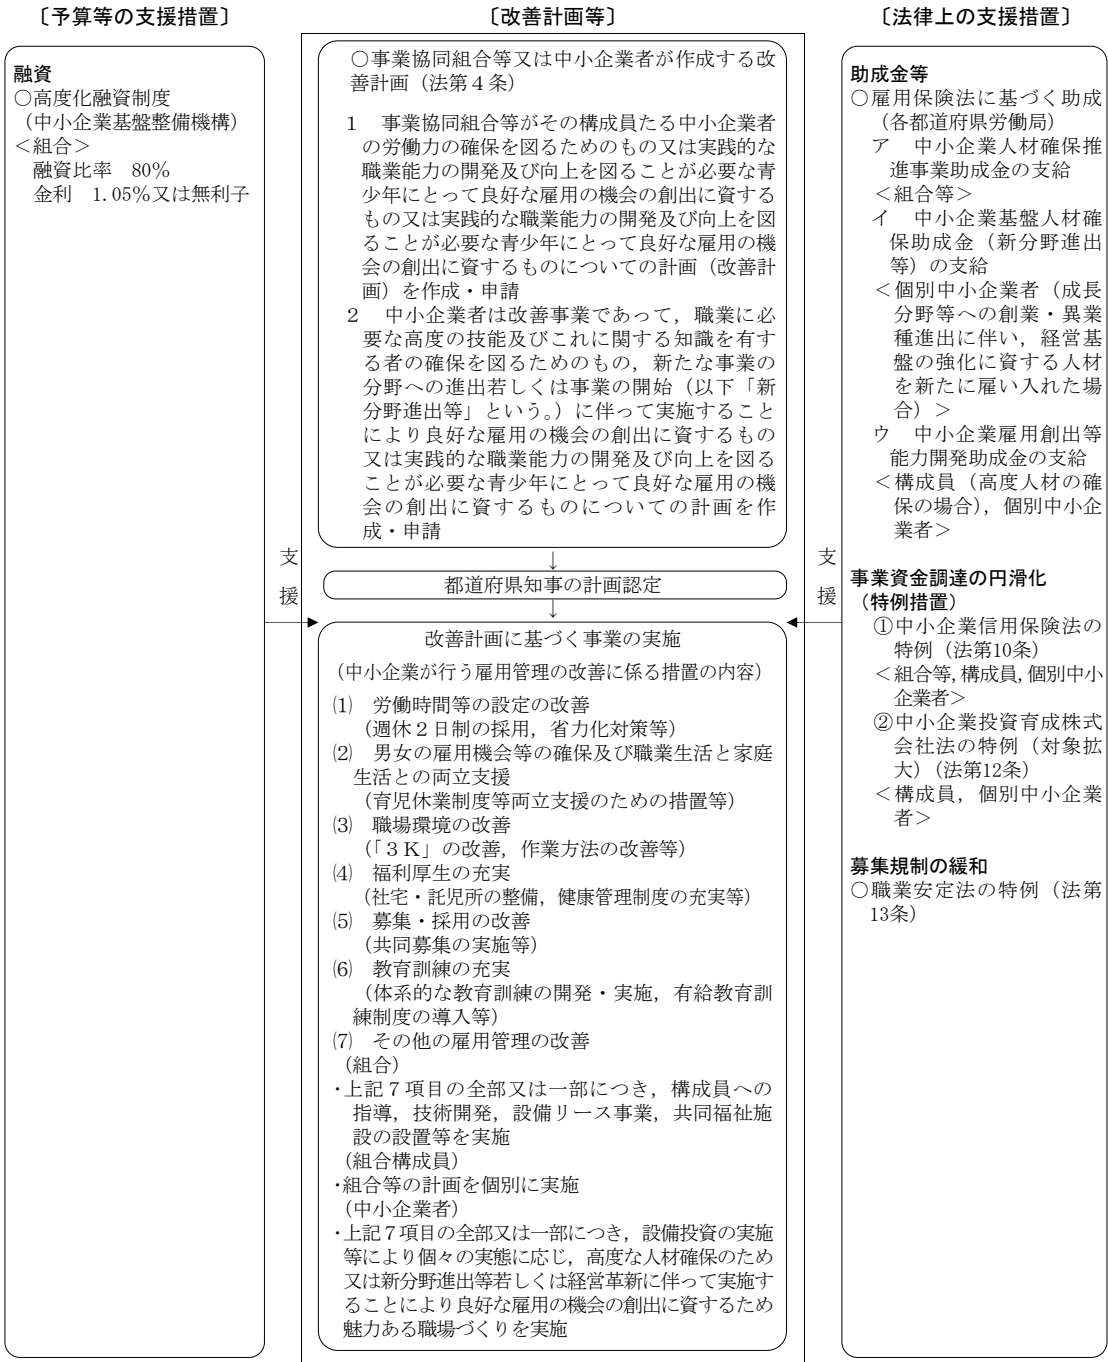 〔予算等の支援措置〕
融資
○高度化融資制度
（中小企業基盤整備機構）
＜組合＞
融資比率　80％
金利　1.05％又は無利子
支
援
〔改善計画等〕
○事業協同組合等又は中小企業者が作成する改
善計画（法第４条）
１　事業協同組合等がその構成員たる中小企業者
の労働力の確保を図るためのもの又は実践的な
職業能力の開発及び向上を図ることが必要な青
少年にとって良好な雇用の機会の創出に資する
もの又は実践的な職業能力の開発及び向上を図
ることが必要な青少年にとって良好な雇用の機
会の創出に資するものについての計画（改善計
画）を作成・申請
２　中小企業者は改善事業であって，職業に必
要な高度の技能及びこれに関する知識を有す
る者の確保を図るためのもの，新たな事業の
分野への進出若しくは事業の開始（以下「新
分野進出等」という。）に伴って実施すること
により良好な雇用の機会の創出に資するもの
又は実践的な職業能力の開発及び向上を図る
ことが必要な青少年にとって良好な雇用の機
会の創出に資するものについての計画を作
成・申請
↓
都道府県知事の計画認定
↓
改善計画に基づく事業の実施
（中小企業が行う雇用管理の改善に係る措置の内容）
⑴　労働時間等の設定の改善
（週休２日制の採用，省力化対策等）
⑵　男女の雇用機会等の確保及び職業生活と家庭
生活との両立支援
（育児休業制度等両立支援のための措置等）
⑶　職場環境の改善
（「３Ｋ」の改善，作業方法の改善等）
⑷　福利厚生の充実
（社宅・託児所の整備，健康管理制度の充実等）
⑸　募集・採用の改善
（共同募集の実施等）
⑹　教育訓練の充実
（体系的な教育訓練の開発・実施，有給教育訓
練制度の導入等）
⑺　その他の雇用管理の改善
（組合）
・上記７項目の全部又は一部につき，構成員への
指導，技術開発，設備リース事業，共同福祉施
設の設置等を実施
（組合構成員）
・組合等の計画を個別に実施
（中小企業者）
・上記７項目の全部又は一部につき，設備投資の実施
等により個々の実態に応じ，高度な人材確保のため
又は新分野進出等若しくは経営革新に伴って実施す
ることにより良好な雇用の機会の創出に資するため
魅力ある職場づくりを実施
支
援
〔法律上の支援措置〕
助成金等
○雇用保険法に基づく助成
（各都道府県労働局）
ア　中小企業人材確保推
進事業助成金の支給
＜組合等＞
イ　中小企業基盤人材確
保助成金（新分野進出
等）の支給
＜個別中小企業者（成長
分野等への創業・異業
種進出に伴い，経営基
盤の強化に資する人材
を新たに雇い入れた場
合）＞
ウ　中小企業雇用創出等
能力開発助成金の支給
＜構成員（高度人材の確
保の場合），個別中小企
業者＞
事業資金調達の円滑化
（特例措置）
①中小企業信用保険法の
特例（法第10条）
＜組合等，構成員，個別中小
企業者＞
②中小企業投資育成株式
会社法の特例（対象拡
大）（法第12条）
＜構成員，個別中小企業
者＞
募集規制の緩和
○職業安定法の特例（法第
13条）